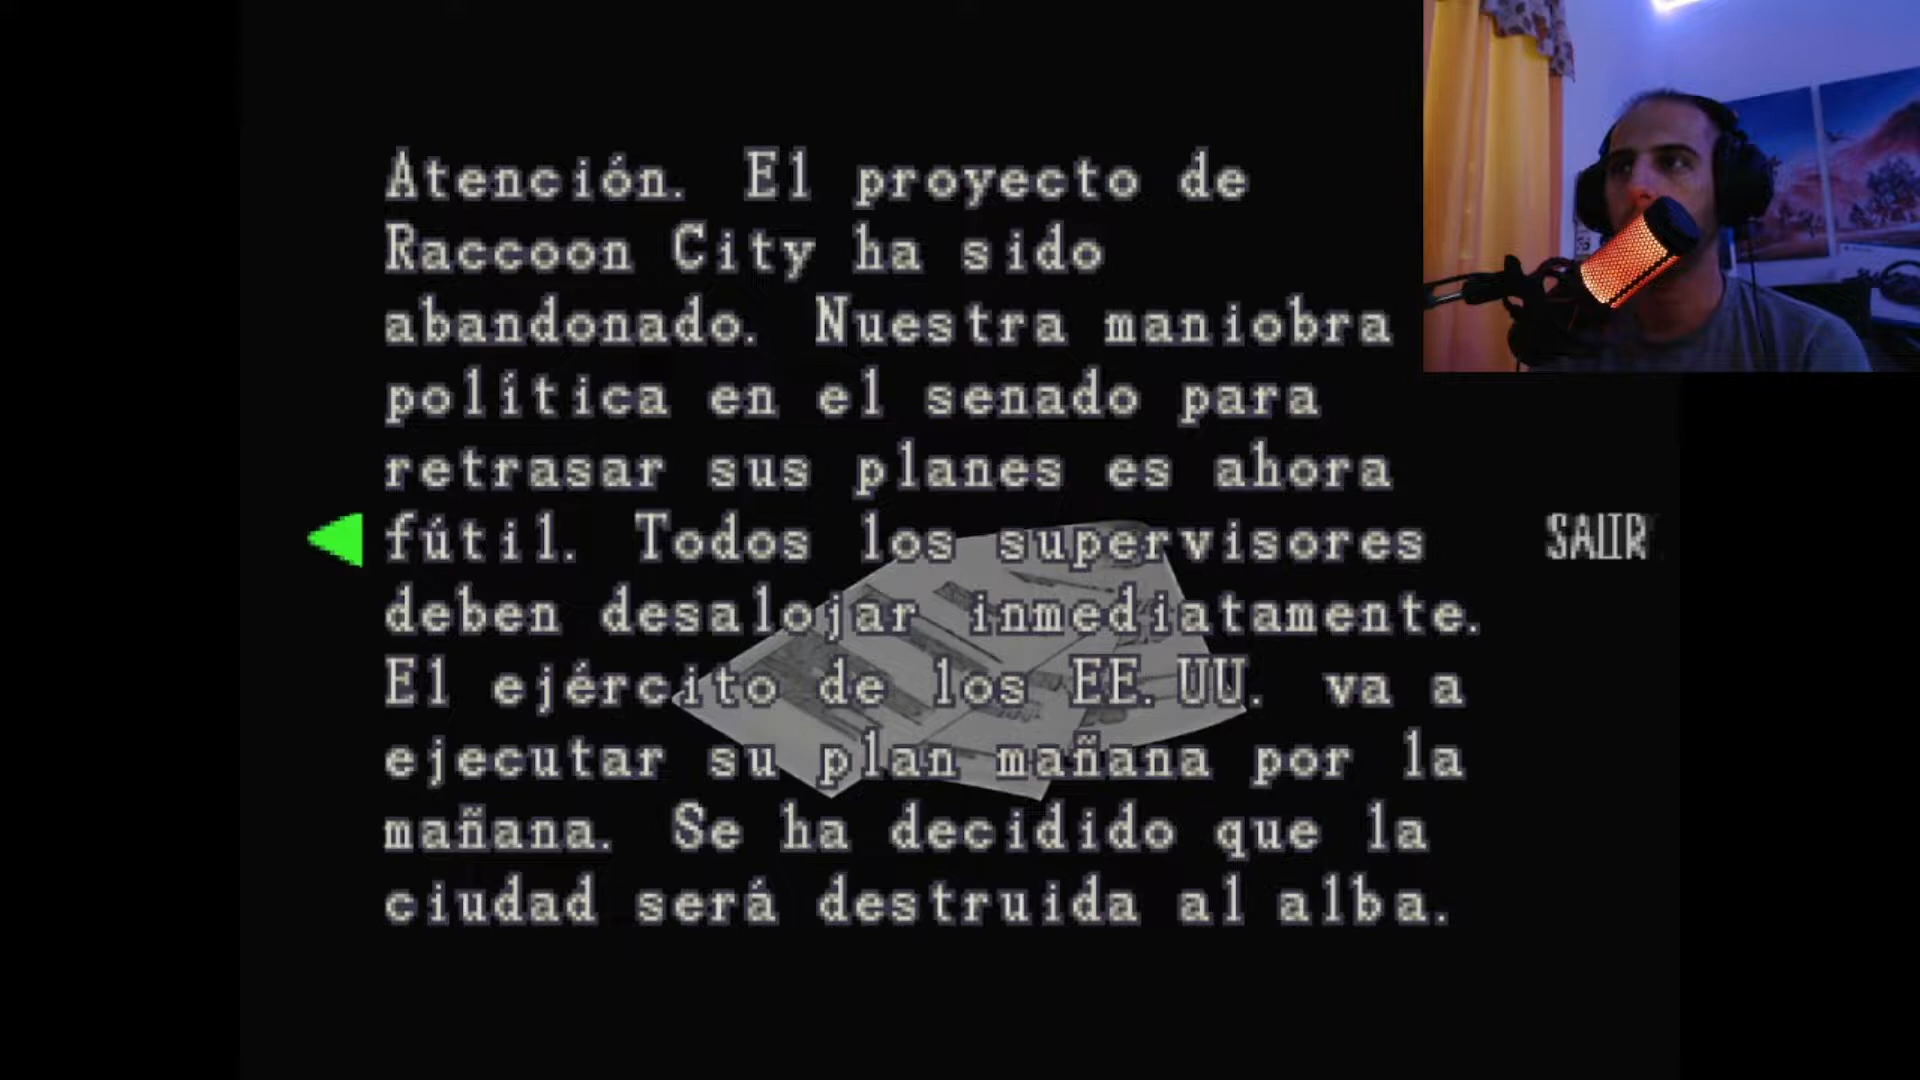 Atención. El proyecto de
Raccoon City ha sido
abandonado. Nuestra maniobra
política en el senado para
retrasar sus planes es ahora
fútil. Todos los supervisores
deben desalojar inmediatamente.
El ejército de los EE.UU. va a
ejecutar su plan mañana por la
mañana. Se ha decidido que la
ciudad será destruida al alba.
SALIR